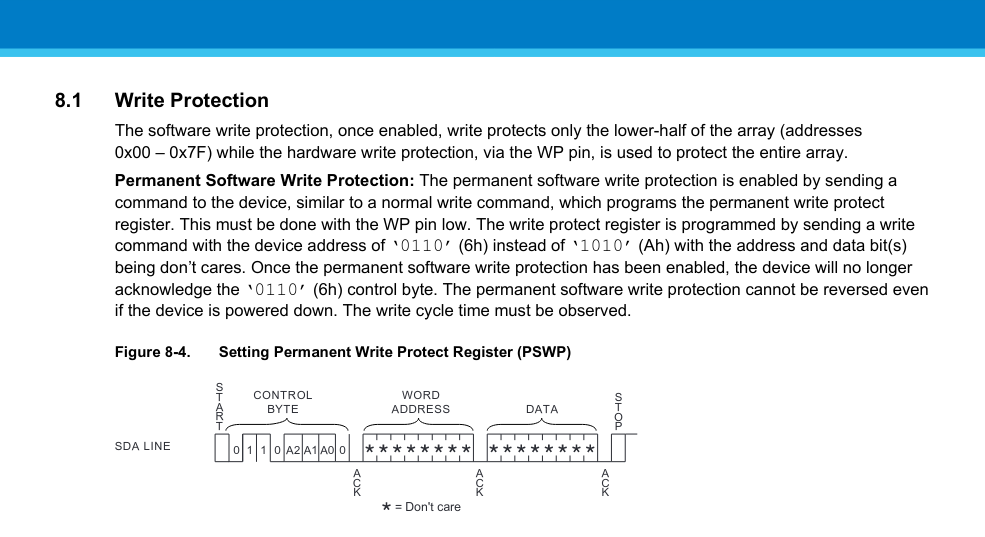 8.1 Write Protection
The software write protection, once enabled, write protects only the lower-half of the array (addresses
0x00 – 0x7F) while the hardware write protection, via the WP pin, is used to protect the entire array.
Permanent Software Write Protection: The permanent software write protection is enabled by sending a
command to the device, similar to a normal write command, which programs the permanent write protect
register. This must be done with the WP pin low. The write protect register is programmed by sending a write
command with the device address of ‘0110’ (6h) instead of ‘1010’ (Ah) with the address and data bit(s)
being don’t cares. Once the permanent software write protection has been enabled, the device will no longer
acknowledge the ‘0110’ (6h) control byte. The permanent software write protection cannot be reversed even
if the device is powered down. The write cycle time must be observed.
Figure 8-4. Setting Permanent Write Protect Register (PSWP)
START
CONTROL
BYTE
WORD
ADDRESS
DATA
STOP
SDA LINE
0 1 1 0 A2 A1 A0 0 * * * * * * * * * * * * * * * *
ACK
ACK
ACK
* = Don't care